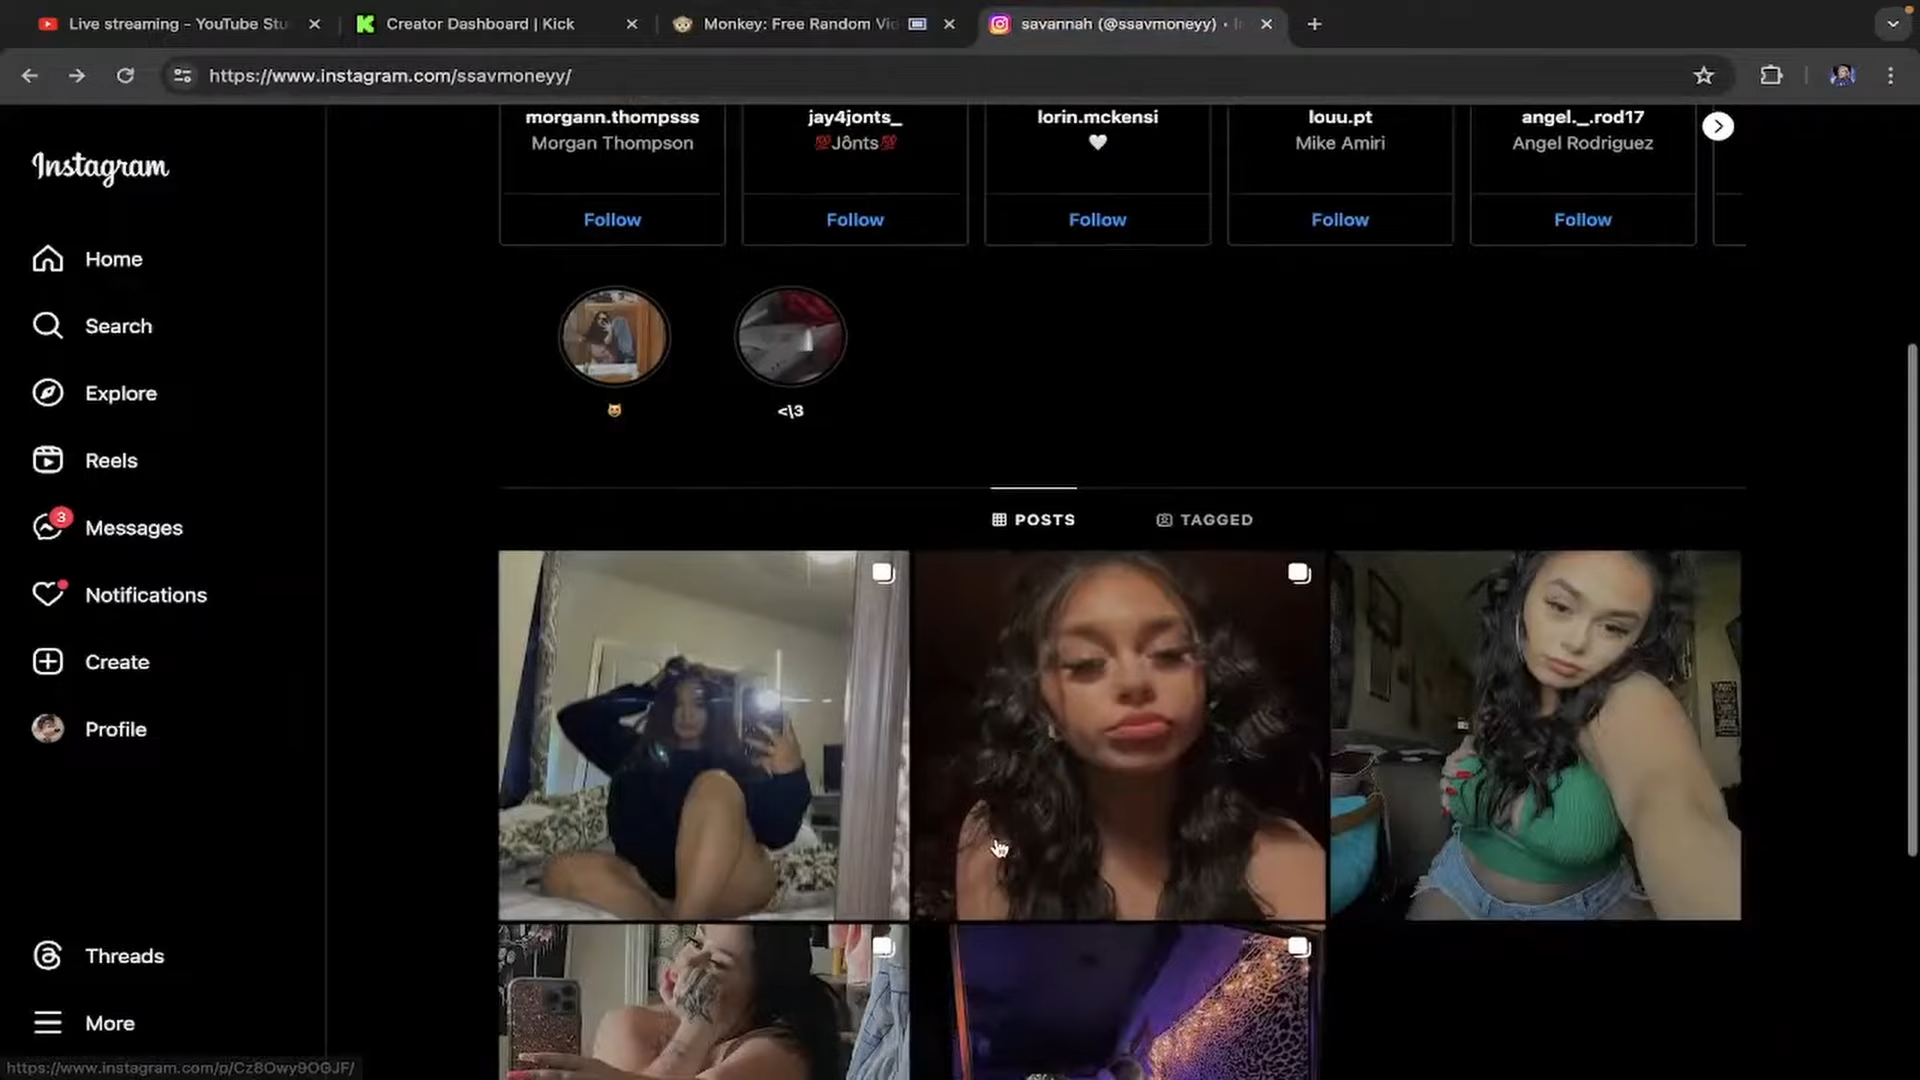 Live streaming - YouTube Stu
Creator Dashboard | Kick
Monkey: Free Random Vid
savannah (@ssavmoneyy) • I
https://www.instagram.com/ssavmoneyy/
Instagram
Home
Search
Explore
Reels
3
Messages
Notifications
Create
Profile
Threads
More
morgann.thompsss
Morgan Thompson
Follow
jay4jonts_
💯Jônts💯
Follow
lorin.mckensi
🤍
Follow
louu.pt
Mike Amiri
Follow
angel._.rod17
Angel Rodriguez
Follow
😺
<\3
POSTS
TAGGED
https://www.instagram.com/p/Cz8Owy9OGJF/